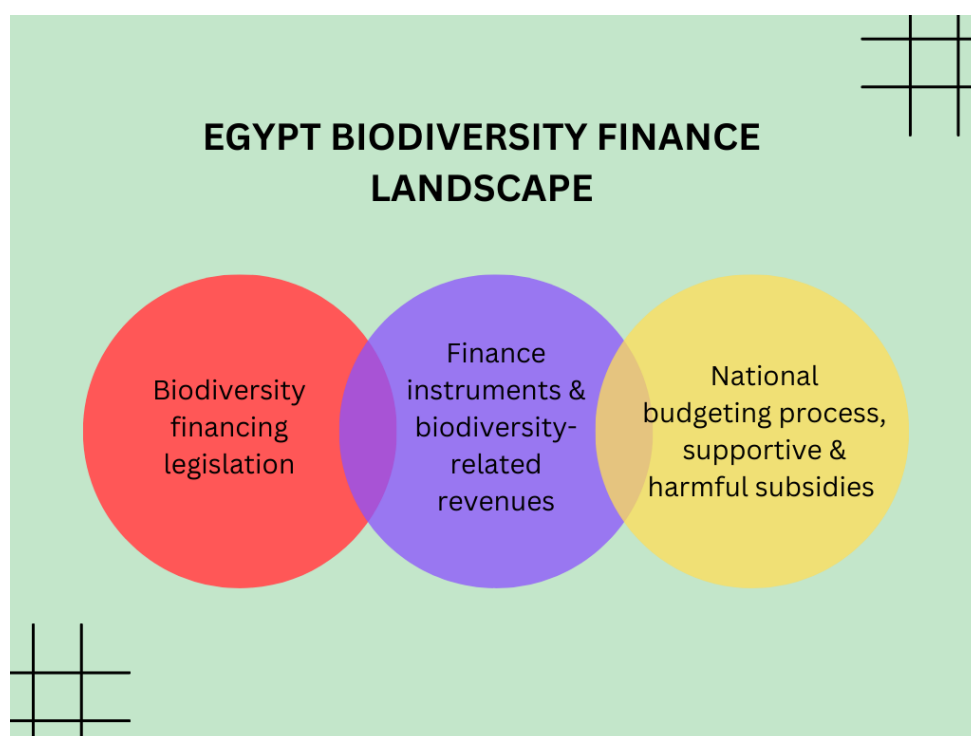 EGYPT BIODIVERSITY FINANCE
LANDSCAPE
Biodiversity
financing
legislation
Finance
instruments &
biodiversity-
related
revenues
National
budgeting process,
supportive &
harmful subsidies